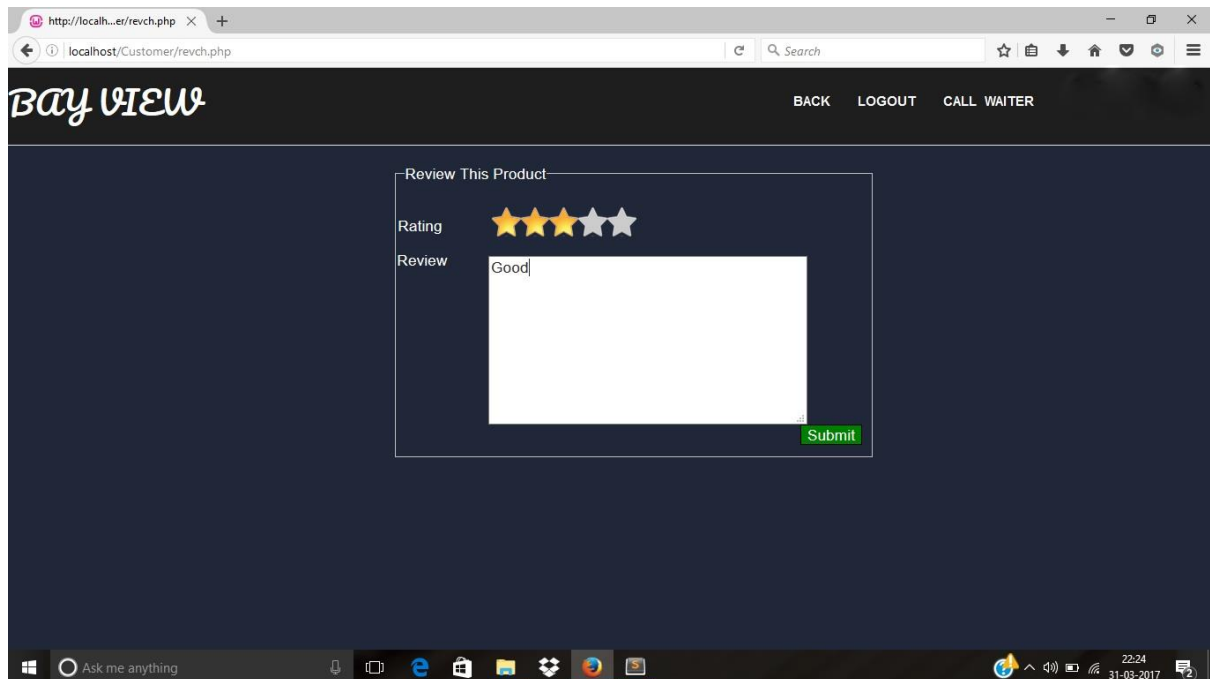 http://localh...er/revch.php
localhost/Customer/revch.php
Search
BAY VIEW
BACK LOGOUT CALL WAITER
Review This Product
Rating
Review
Good
Submit
Ask me anything
S
22:24
31-03-2017
2